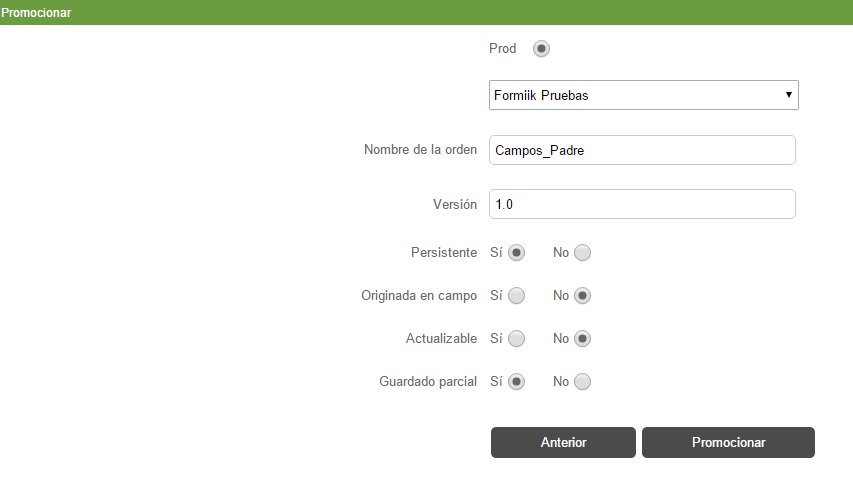 Promocionar
Prod
Formiik Pruebas
Nombre de la orden Campos_Padre
Versión 1.0
Persistente Sí No
Originada en campo Sí No
Actualizable Sí No
Guardado parcial Sí No
Anterior Promocionar